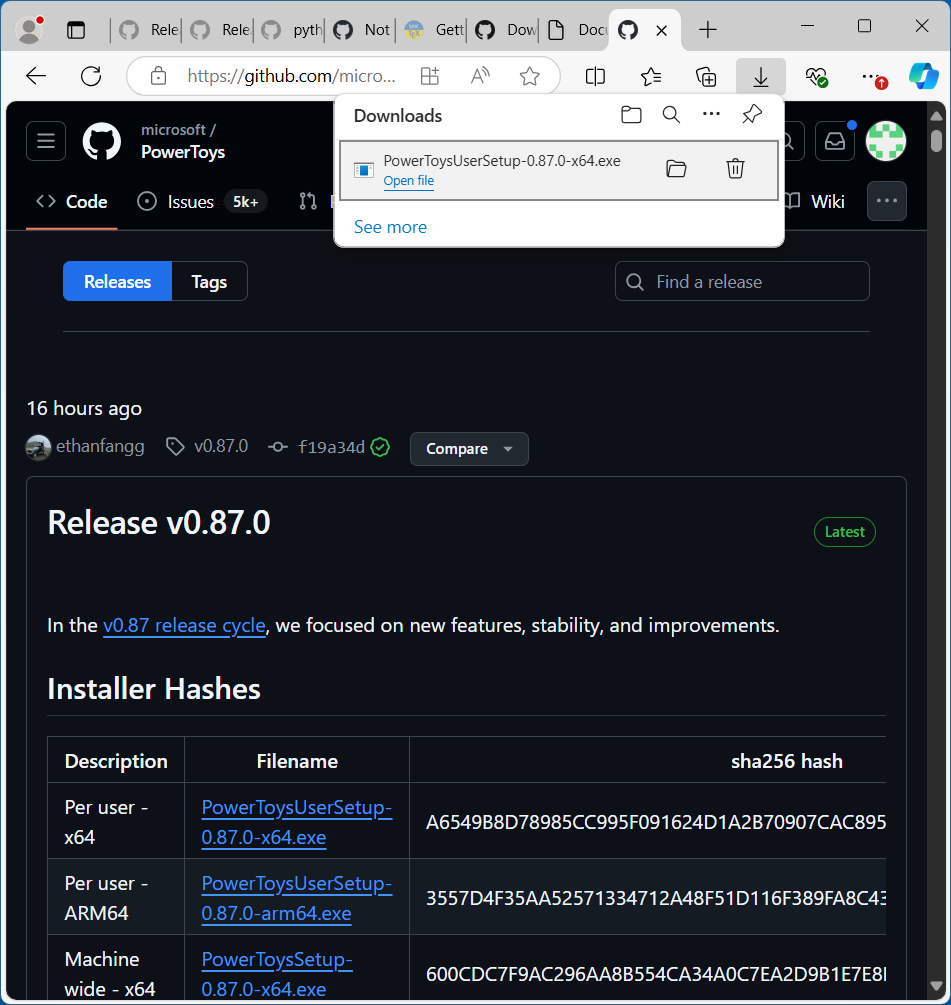 Rele
Rele
pyth
Not
Gett
Dow
Docu
https://github.com/micro...
Downloads
PowerToysUserSetup-0.87.0-x64.exe
Open file
See more
microsoft /
PowerToys
Code
Issues
5k+
Wiki
Releases
Tags
Find a release
16 hours ago
ethanfangg
v0.87.0
f19a34d
Compare
Release v0.87.0
Latest
In the v0.87 release cycle, we focused on new features, stability, and improvements.
Installer Hashes
Description
Filename
sha256 hash
Per user -
x64
PowerToysUserSetup-
0.87.0-x64.exe
A6549B8D78985CC995F091624D1A2B70907CAC895
Per user -
ARM64
PowerToysUserSetup-
0.87.0-arm64.exe
3557D4F35AA52571334712A48F51D116F389FA8C43
Machine
wide - x64
PowerToysSetup-
0.87.0-x64.exe
600CDC7F9AC296AA8B554CA34A0C7EA2D9B1E7E8